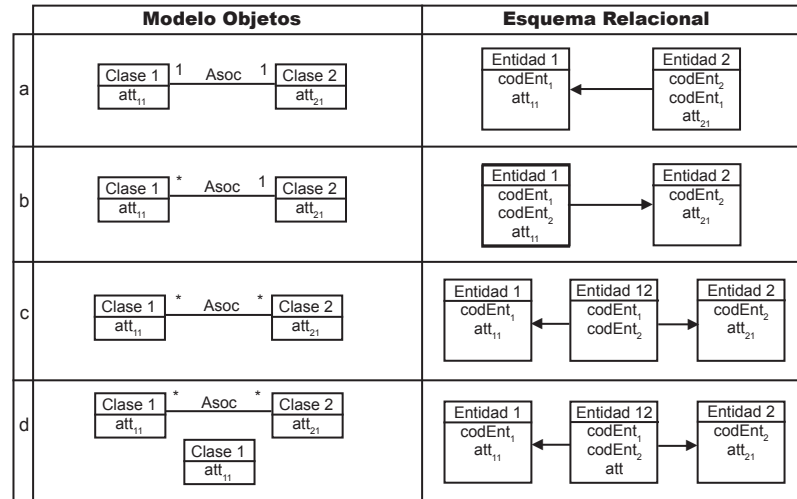 Modelo Objetos Esquema Relacional
a
Clase 1 1 Asoc 1 Clase 2
att₁₁ att₂₁
Entidad 1 Entidad 2
codEnt₁ codEnt₂
att₁₁ codEnt₁
att₂₁
b
Clase 1 * Asoc 1 Clase 2
att₁₁ att₂₁
Entidad 1 Entidad 2
codEnt₁ codEnt₂
codEnt₂ att₂₁
att₁₁
c
Clase 1 * Asoc * Clase 2
att₁₁ att₂₁
Entidad 1 Entidad 12 Entidad 2
codEnt₁ codEnt₁ codEnt₂
att₁₁ codEnt₂ att₂₁
d
Clase 1 * Asoc * Clase 2
att₁₁ att₂₁
Clase 1
att₁₁
Entidad 1 Entidad 12 Entidad 2
codEnt₁ codEnt₁ codEnt₂
att₁₁ codEnt₂ att₂₁
att